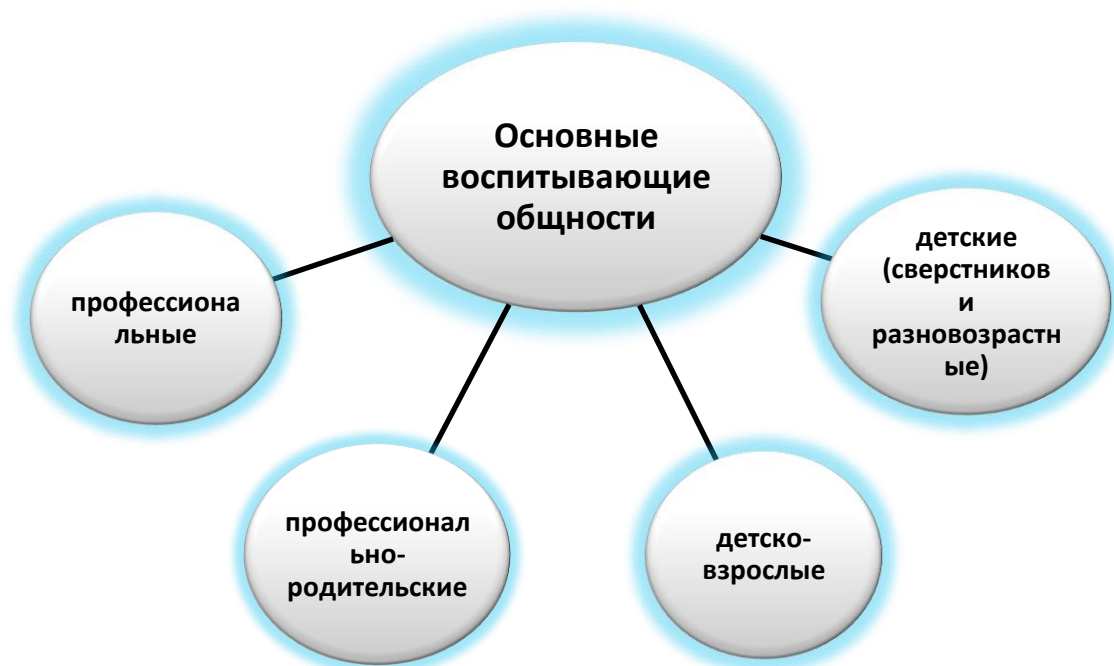 Основные
воспитывающие
общности
профессиона
льные
профессионал
ьно-
родительские
детско-
взрослые
детские
(сверстников
и
разновозрастн
ые)